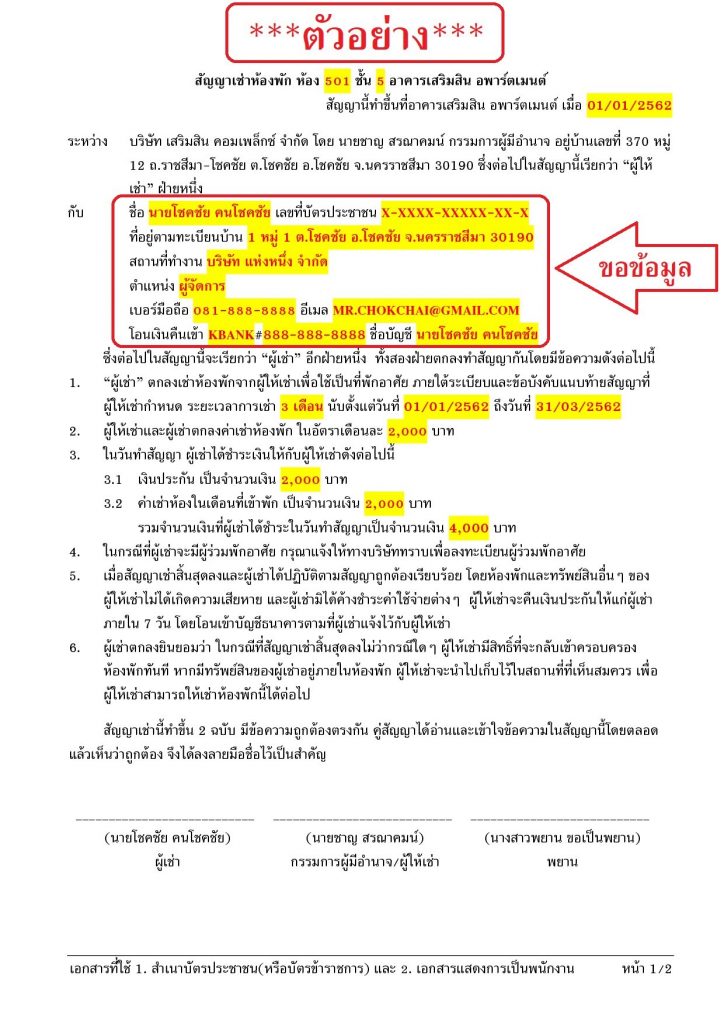 ***ตัวอย่าง***
สัญญาเช่าห้องพัก ห้อง 501 ชั้น 5 อาคารเสริมสิน อพาร์ตเมนต์
สัญญานี้ทำขึ้นที่อาคารเสริมสิน อพาร์ตเมนต์ เมื่อ 01/01/2562
ระหว่าง บริษัท เสริมสิน คอมเพล็กซ์ จำกัด โดย นายชาญ สรณาคมน์ กรรมการผู้มีอำนาจ อยู่บ้านเลขที่ 370 หมู่
12 ถ.ราชสีมา-โชคชัย ต.โชคชัย อ.โชคชัย จ.นครราชสีมา 30190 ซึ่งต่อไปในสัญญานี้เรียกว่า “ผู้ให้
เช่า” ฝ่ายหนึ่ง
กับ ชื่อ นายโชคชัย คนโชคชัย เลขที่บัตรประชาชน X-XXXX-XXXXX-XX-X
ที่อยู่ตามทะเบียนบ้าน 1 หมู่ 1 ต.โชคชัย อ.โชคชัย จ.นครราชสีมา 30190
สถานที่ทำงาน บริษัท แห่งหนึ่ง จำกัด
ตำแหน่ง ผู้จัดการ
เบอร์มือถือ 081-888-8888 อีเมล MR.CHOKCHAI@GMAIL.COM
โอนเงินคืนเข้า KBANK#888-888-8888 ชื่อบัญชี นายโชคชัย คนโชคชัย
ขอข้อมูล
ซึ่งต่อไปในสัญญานี้จะเรียกว่า “ผู้เช่า” อีกฝ่ายหนึ่ง ทั้งสองฝ่ายตกลงทำสัญญากันโดยมีข้อความดังต่อไปนี้
1. “ผู้เช่า” ตกลงเช่าห้องพักจากผู้ให้เช่าเพื่อใช้เป็นที่พักอาศัย ภายใต้ระเบียบและข้อบังคับแนบท้ายสัญญาที่
ผู้ให้เช่ากำหนด ระยะเวลาการเช่า 3 เดือน นับตั้งแต่วันที่ 01/01/2562 ถึงวันที่ 31/03/2562
2. ผู้ให้เช่าและผู้เช่าตกลงค่าเช่าห้องพัก ในอัตราเดือนละ 2,000 บาท
3. ในวันทำสัญญา ผู้เช่าได้ชำระเงินให้กับผู้ให้เช่าดังต่อไปนี้
3.1 เงินประกัน เป็นจำนวนเงิน 2,000 บาท
3.2 ค่าเช่าห้องในเดือนที่เข้าพัก เป็นจำนวนเงิน 2,000 บาท
รวมจำนวนเงินที่ผู้เช่าได้ชำระในวันทำสัญญาเป็นจำนวนเงิน 4,000 บาท
4. ในกรณีที่ผู้เช่าจะมีผู้ร่วมพักอาศัย กรุณาแจ้งให้ทางบริษัททราบเพื่อลงทะเบียนผู้ร่วมพักอาศัย
5. เมื่อสัญญาเช่าสิ้นสุดลงและผู้เช่าได้ปฏิบัติตามสัญญาถูกต้องเรียบร้อย โดยห้องพักและทรัพย์สินอื่นๆ ของ
ผู้ให้เช่าไม่ได้เกิดความเสียหาย และผู้เช่ามิได้ค้างชำระค่าใช้จ่ายต่างๆ ผู้ให้เช่าจะคืนเงินประกันให้แก่ผู้เช่า
ภายใน 7 วัน โดยโอนเข้าบัญชีธนาคารตามที่ผู้เช่าแจ้งไว้กับผู้ให้เช่า
6. ผู้เช่าตกลงยินยอมว่า ในกรณีที่สัญญาเช่าสิ้นสุดลงไม่ว่ากรณีใดๆ ผู้ให้เช่ามีสิทธิ์ที่จะกลับเข้าครอบครอง
ห้องพักทันที หากมีทรัพย์สินของผู้เช่าอยู่ภายในห้องพัก ผู้ให้เช่าจะนำไปเก็บไว้ในสถานที่ที่เห็นสมควร เพื่อ
ผู้ให้เช่าสามารถให้เช่าห้องพักนี้ได้ต่อไป
สัญญาเช่านี้ทำขึ้น 2 ฉบับ มีข้อความถูกต้องตรงกัน คู่สัญญาได้อ่านและเข้าใจข้อความในสัญญานี้โดยตลอด
แล้วเห็นว่าถูกต้อง จึงได้ลงลายมือชื่อไว้เป็นสำคัญ
(นายโชคชัย คนโชคชัย) (นายชาญ สรณาคมน์) (นางสาวพยาน ขอเป็นพยาน)
ผู้เช่า กรรมการผู้มีอำนาจ/ผู้ให้เช่า พยาน
เอกสารที่ใช้ 1. สำเนาบัตรประชาชน(หรือบัตรข้าราชการ) และ 2. เอกสารแสดงการเป็นพนักงาน หน้า 1/2